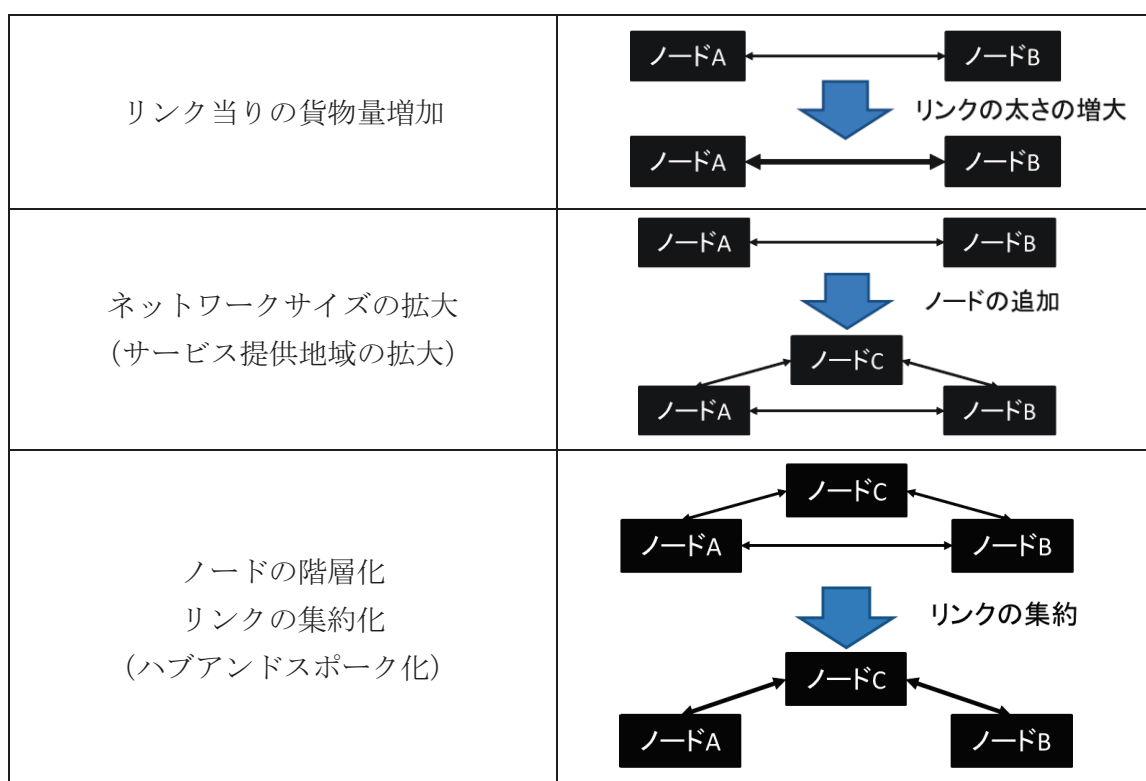 リンク当りの貨物量増加
ノードA
ノードB
リンクの太さの増大
ノードA
ノードB
ネットワークサイズの拡大
(サービス提供地域の拡大)
ノードA
ノードB
ノードの追加
ノードC
ノードA
ノードB
ノードの階層化
リンクの集約化
(ハブアンドスポーク化)
ノードC
ノードA
ノードB
リンクの集約
ノードC
ノードA
ノードB